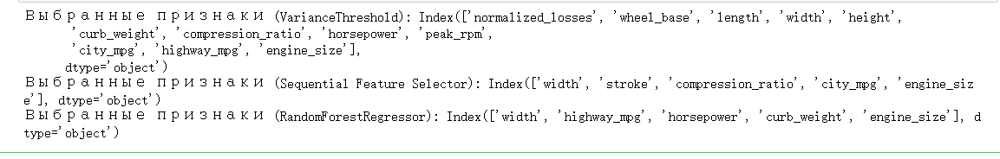 Выбранные признаки (VarianceThreshold): Index(['normalized_losses', 'wheel_base', 'length', 'width', 'height',
'curb_weight', 'compression_ratio', 'horsepower', 'peak_rpm',
'city_mpg', 'highway_mpg', 'engine_size'],
dtype='object')
Выбранные признаки (Sequential Feature Selector): Index(['width', 'stroke', 'compression_ratio', 'city_mpg', 'engine_siz
e'], dtype='object')
Выбранные признаки (RandomForestRegressor): Index(['width', 'highway_mpg', 'horsepower', 'curb_weight', 'engine_size'], d
type='object')